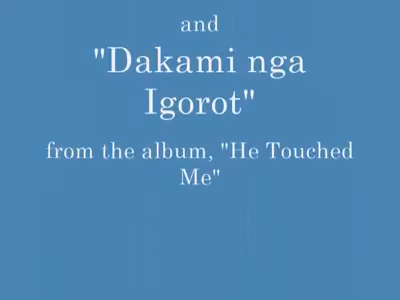 and
"Dakami nga
Igorot"
from the album, "He Touched
Me"